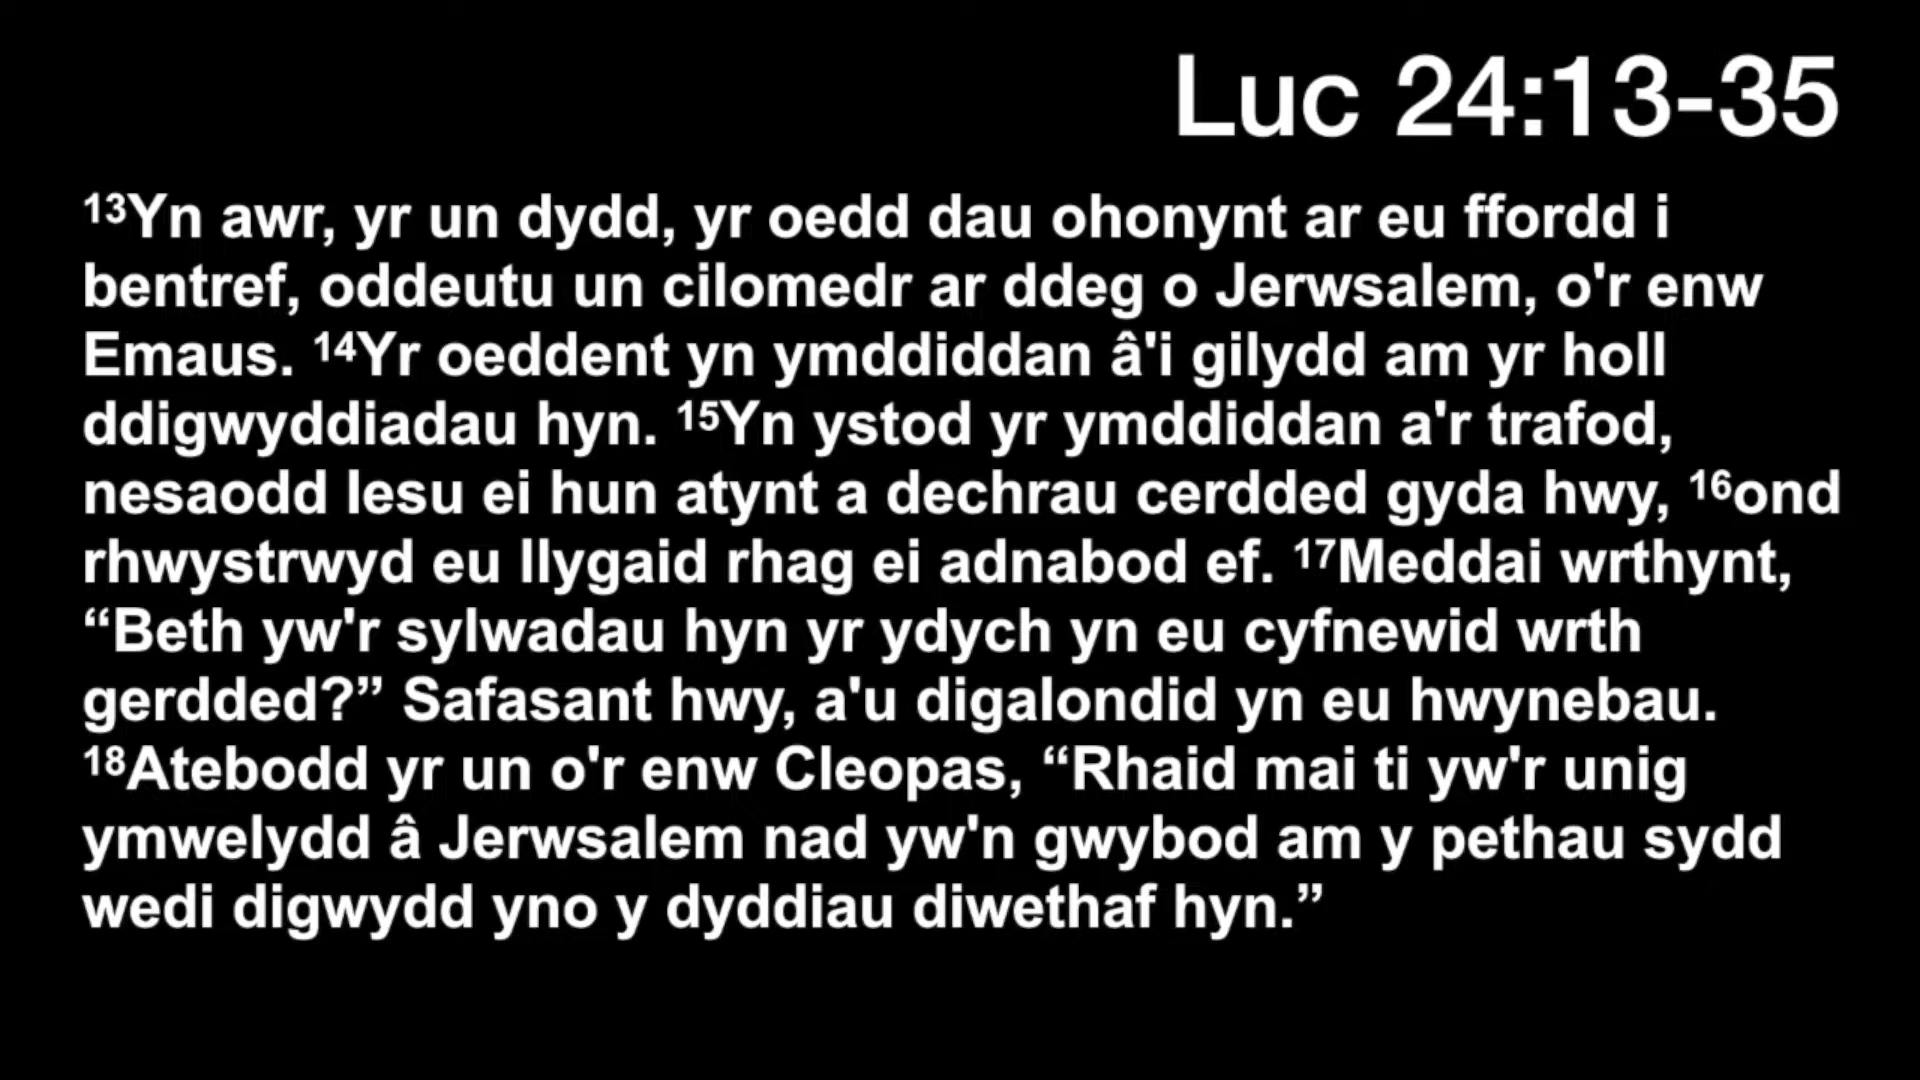 Luc 24:13-35
¹³Yn awr, yr un dydd, yr oedd dau ohonynt ar eu ffordd i
bentref, oddeutu un cilomedr ar ddeg o Jerwsalem, o'r enw
Emaus. ¹⁴Yr oeddent yn ymddiddan â'i gilydd am yr holl
ddigwyddiadau hyn. ¹⁵Yn ystod yr ymddiddan a'r trafod,
nesaodd Iesu ei hun atynt a dechrau cerdded gyda hwy, ¹⁶ond
rhwystrwyd eu llygaid rhag ei adnabod ef. ¹⁷Meddai wrthynt,
“Beth yw'r sylwadau hyn yr ydych yn eu cyfnewid wrth
gerdded?” Safasant hwy, a'u digalondid yn eu hwynebau.
¹⁸Atebodd yr un o'r enw Cleopas, “Rhaid mai ti yw'r unig
ymwelydd â Jerwsalem nad yw'n gwybod am y pethau sydd
wedi digwydd yno y dyddiau diwethaf hyn.”